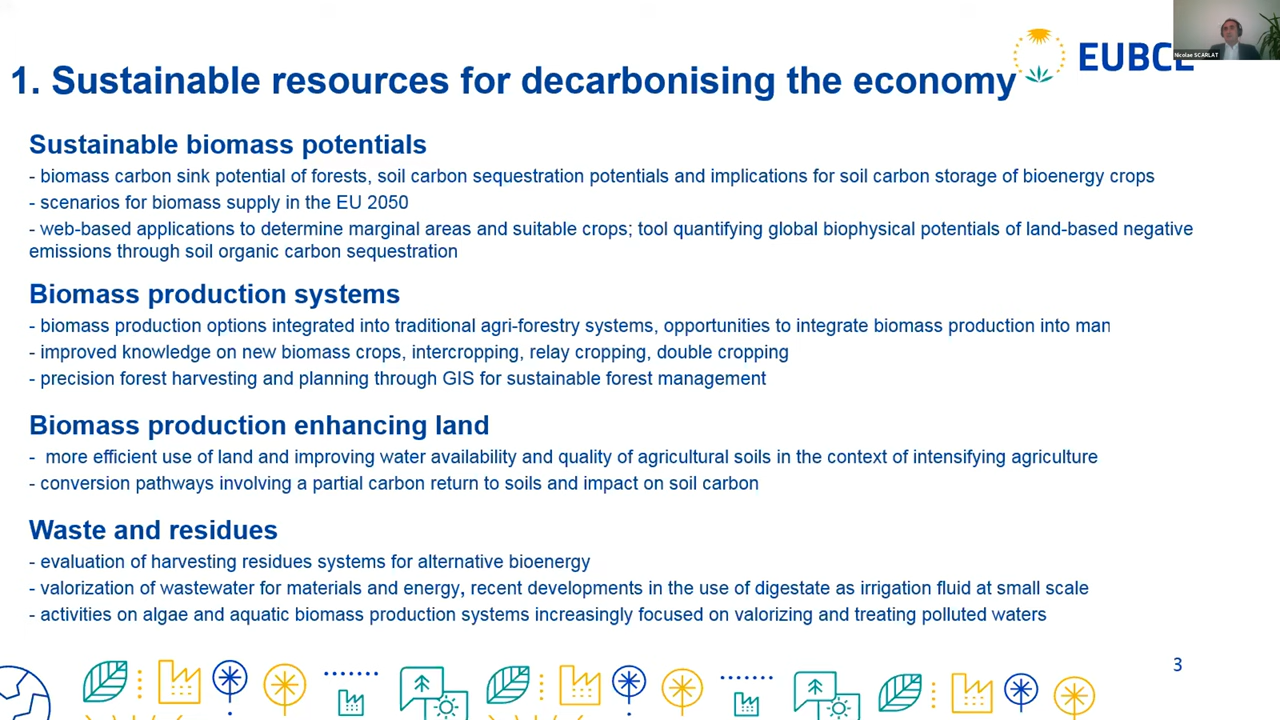 Nicolae SCARLAT
EUBCE
1. Sustainable resources for decarbonising the economy
Sustainable biomass potentials
- biomass carbon sink potential of forests, soil carbon sequestration potentials and implications for soil carbon storage of bioenergy crops
- scenarios for biomass supply in the EU 2050
- web-based applications to determine marginal areas and suitable crops; tool quantifying global biophysical potentials of land-based negative
emissions through soil organic carbon sequestration
Biomass production systems
- biomass production options integrated into traditional agri-forestry systems, opportunities to integrate biomass production into man
- improved knowledge on new biomass crops, intercropping, relay cropping, double cropping
- precision forest harvesting and planning through GIS for sustainable forest management
Biomass production enhancing land
- more efficient use of land and improving water availability and quality of agricultural soils in the context of intensifying agriculture
- conversion pathways involving a partial carbon return to soils and impact on soil carbon
Waste and residues
- evaluation of harvesting residues systems for alternative bioenergy
- valorization of wastewater for materials and energy, recent developments in the use of digestate as irrigation fluid at small scale
- activities on algae and aquatic biomass production systems increasingly focused on valorizing and treating polluted waters
3